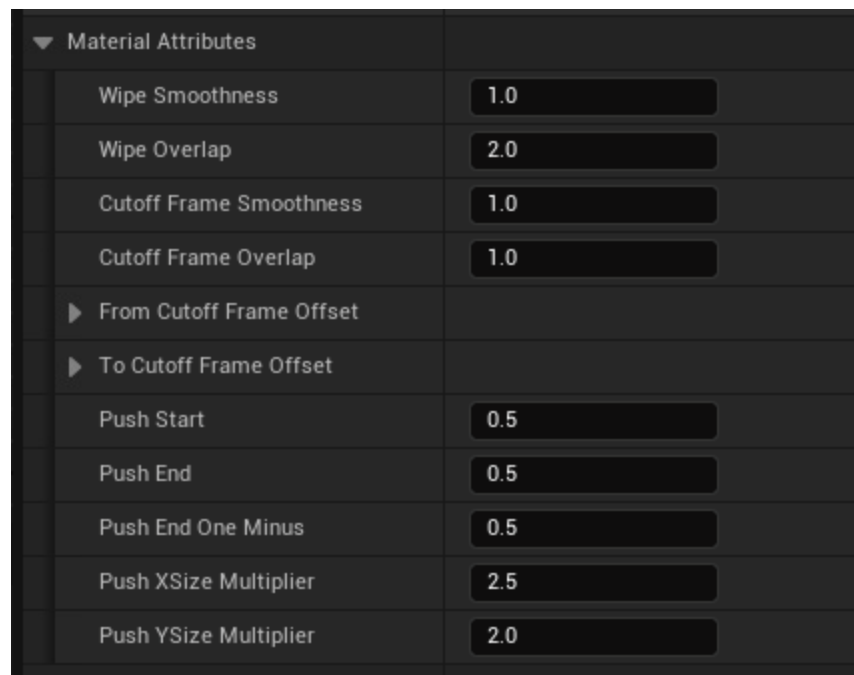 Material Attributes
Wipe Smoothness 1.0
Wipe Overlap 2.0
Cutoff Frame Smoothness 1.0
Cutoff Frame Overlap 1.0
From Cutoff Frame Offset
To Cutoff Frame Offset
Push Start 0.5
Push End 0.5
Push End One Minus 0.5
Push XSize Multiplier 2.5
Push YSize Multiplier 2.0